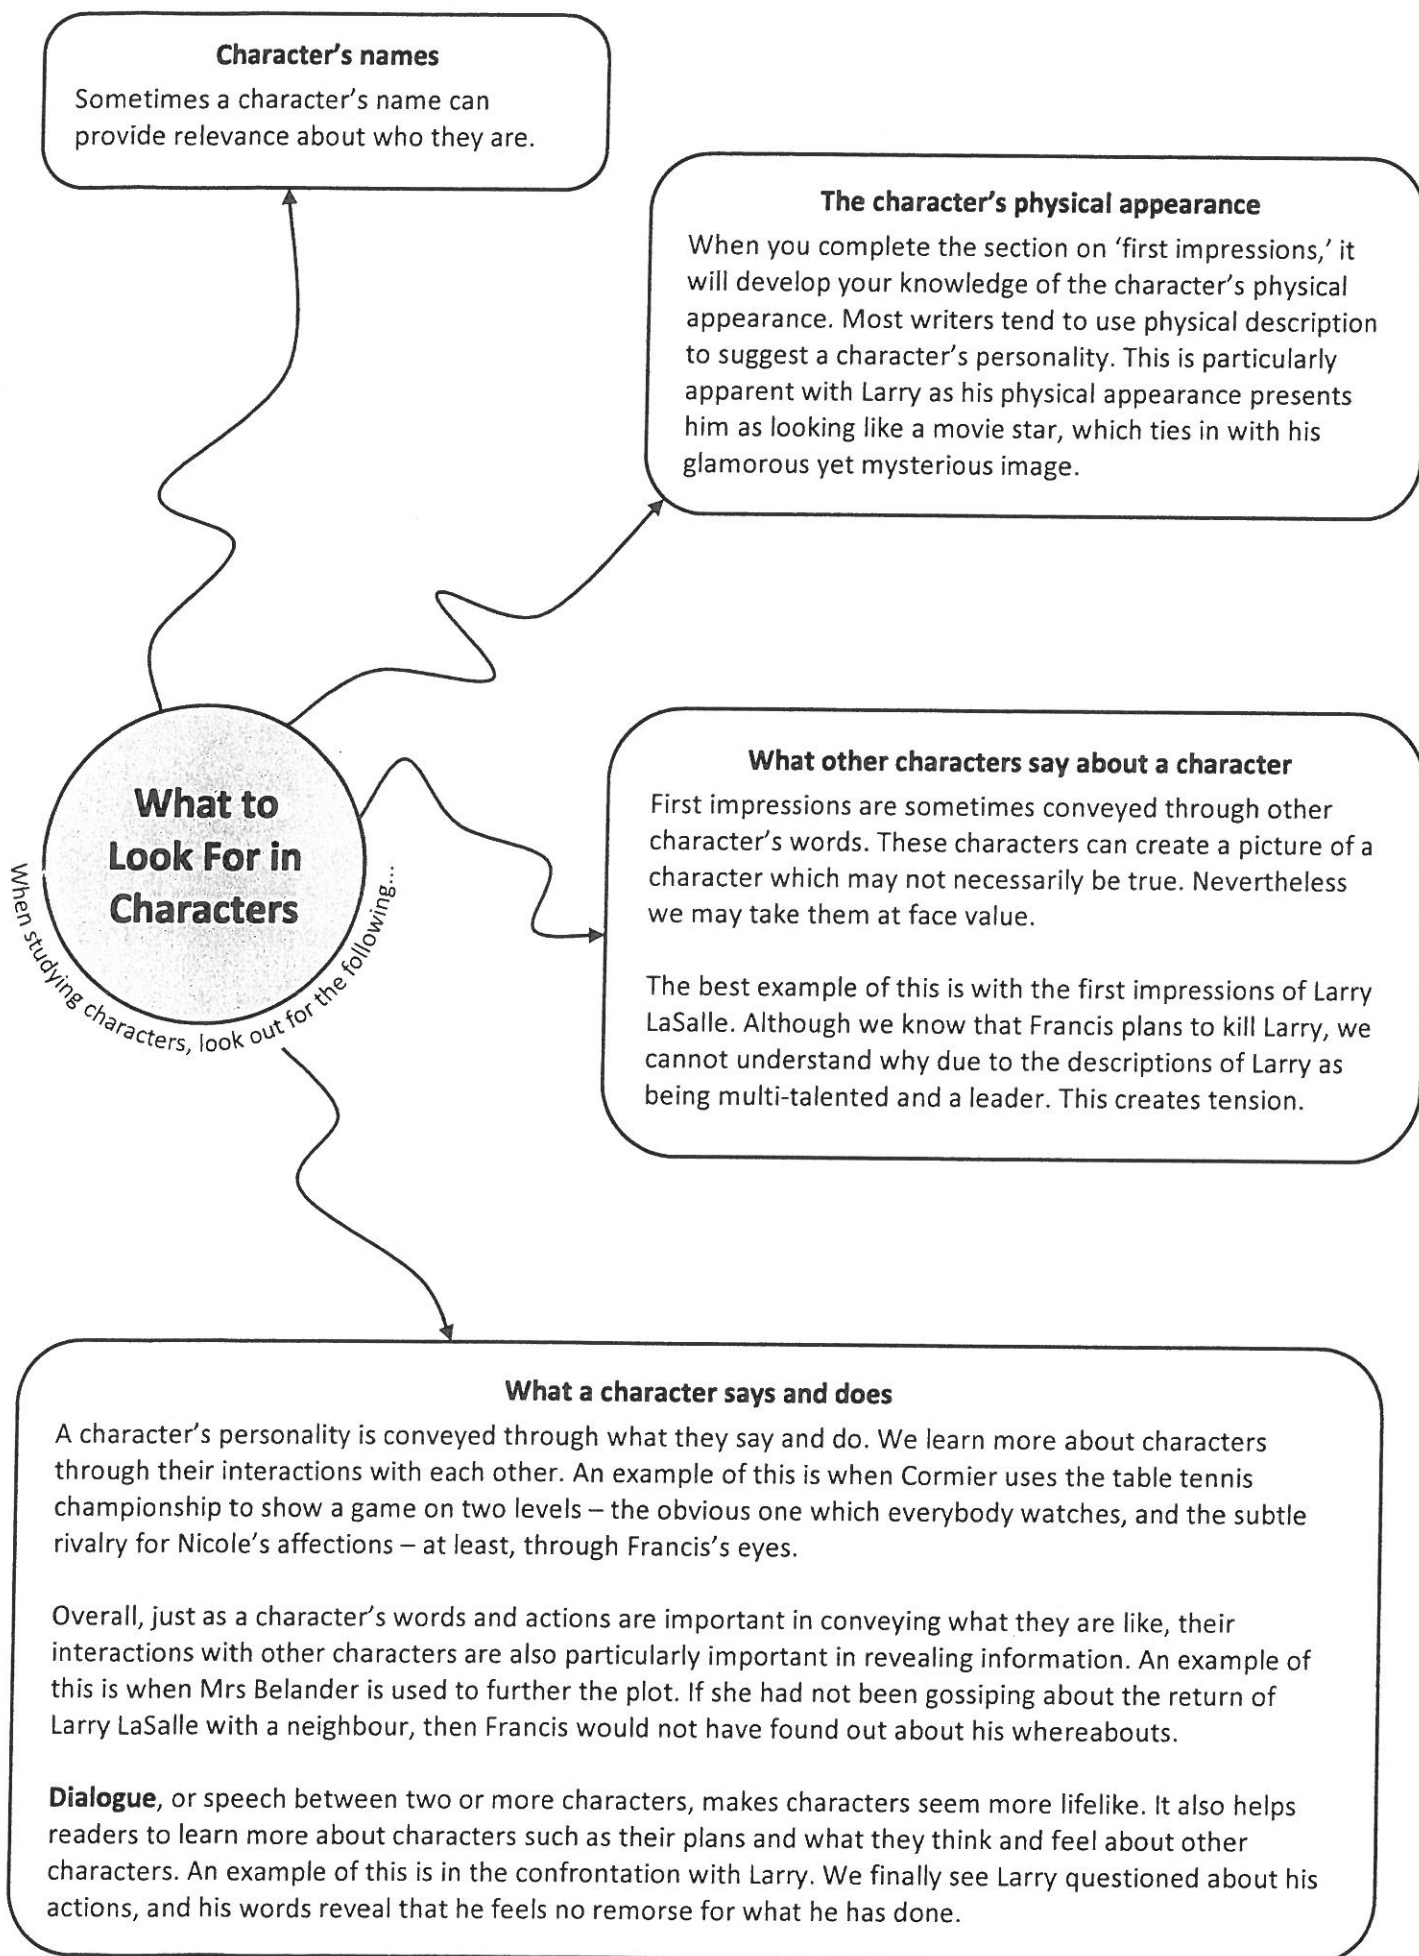 Character's names
Sometimes a character's name can
provide relevance about who they are.
The character's physical appearance
When you complete the section on 'first impressions,' it
will develop your knowledge of the character's physical
appearance. Most writers tend to use physical description
to suggest a character's personality. This is particularly
apparent with Larry as his physical appearance presents
him as looking like a movie star, which ties in with his
glamorous yet mysterious image.
What to
Look For in
Characters
When studying characters, look out for the following...
What other characters say about a character
First impressions are sometimes conveyed through other
character's words. These characters can create a picture of a
character which may not necessarily be true. Nevertheless
we may take them at face value.
The best example of this is with the first impressions of Larry
LaSalle. Although we know that Francis plans to kill Larry, we
cannot understand why due to the descriptions of Larry as
being multi-talented and a leader. This creates tension.
What a character says and does
A character's personality is conveyed through what they say and do. We learn more about characters
through their interactions with each other. An example of this is when Cormier uses the table tennis
championship to show a game on two levels – the obvious one which everybody watches, and the subtle
rivalry for Nicole's affections – at least, through Francis's eyes.
Overall, just as a character's words and actions are important in conveying what they are like, their
interactions with other characters are also particularly important in revealing information. An example of
this is when Mrs Belander is used to further the plot. If she had not been gossiping about the return of
Larry LaSalle with a neighbour, then Francis would not have found out about his whereabouts.
Dialogue, or speech between two or more characters, makes characters seem more lifelike. It also helps
readers to learn more about characters such as their plans and what they think and feel about other
characters. An example of this is in the confrontation with Larry. We finally see Larry questioned about his
actions, and his words reveal that he feels no remorse for what he has done.